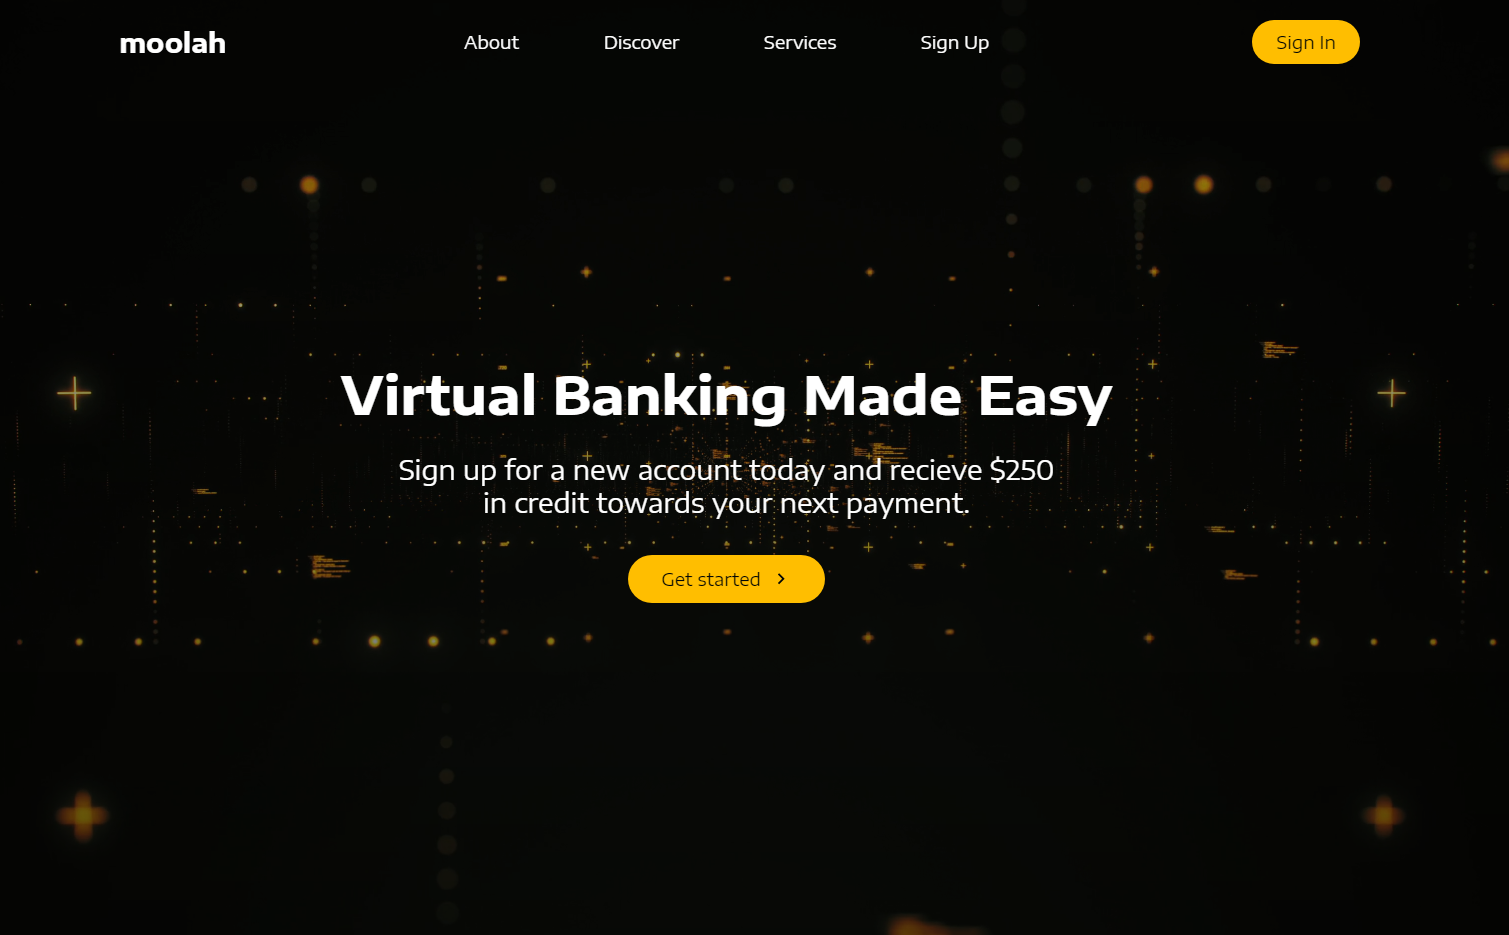 moolah
About
Discover
Services
Sign Up
Sign In
Virtual Banking Made Easy
Sign up for a new account today and recieve $250
in credit towards your next payment.
Get started